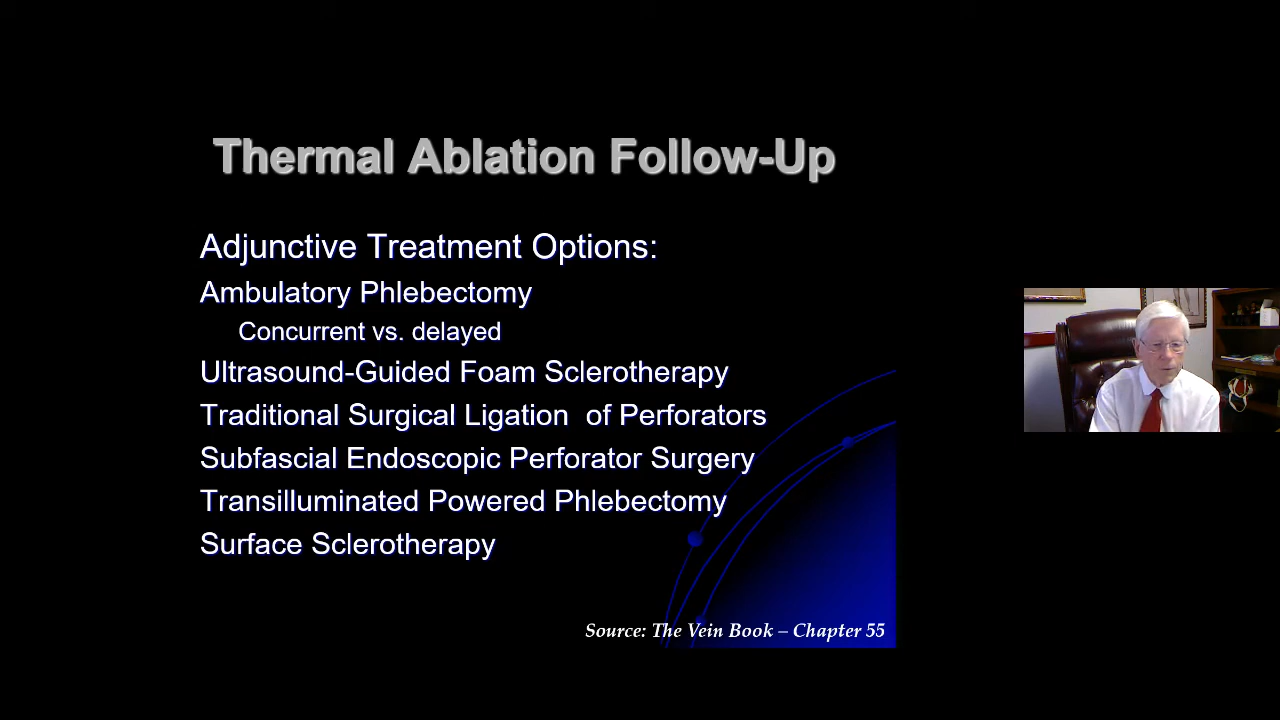 Thermal Ablation Follow-Up
Adjunctive Treatment Options:
Ambulatory Phlebectomy
Concurrent vs. delayed
Ultrasound-Guided Foam Sclerotherapy
Traditional Surgical Ligation of Perforators
Subfascial Endoscopic Perforator Surgery
Transilluminated Powered Phlebectomy
Surface Sclerotherapy
Source: The Vein Book – Chapter 55